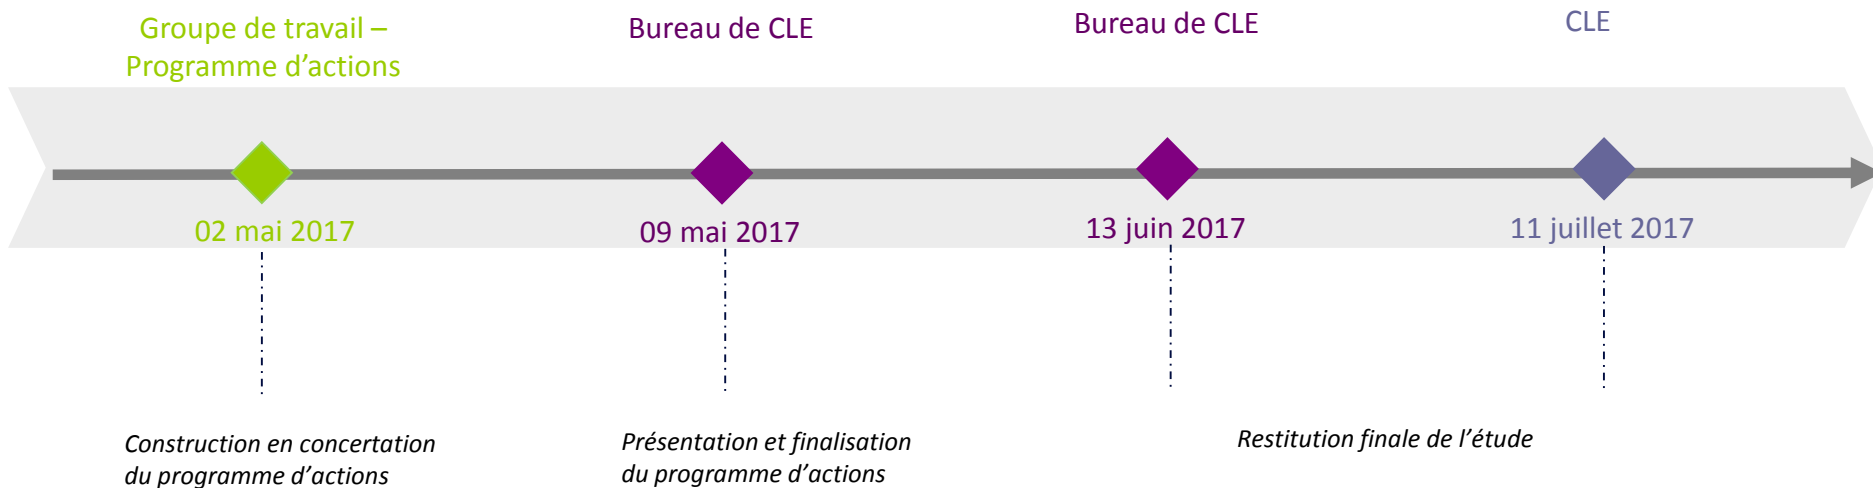 Groupe de travail –
Programme d’actions
Bureau de CLE
Bureau de CLE
CLE
02 mai 2017
09 mai 2017
13 juin 2017
11 juillet 2017
Construction en concertation
du programme d’actions
Présentation et finalisation
du programme d’actions
Restitution finale de l’étude